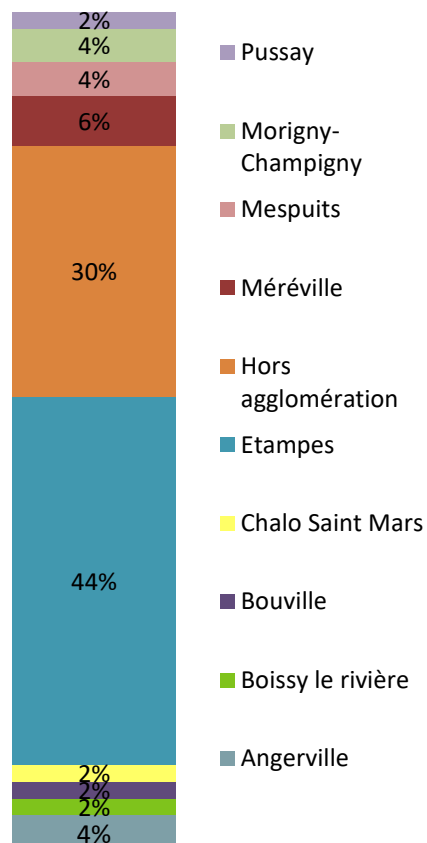 2%
4%
4%
6%
30%
44%
2%
2%
2%
4%
Pussay
Morigny-
Champigny
Mespuits
Méréville
Hors
agglomération
Etampes
Chalo Saint Mars
Bouville
Boissy le rivière
Angerville